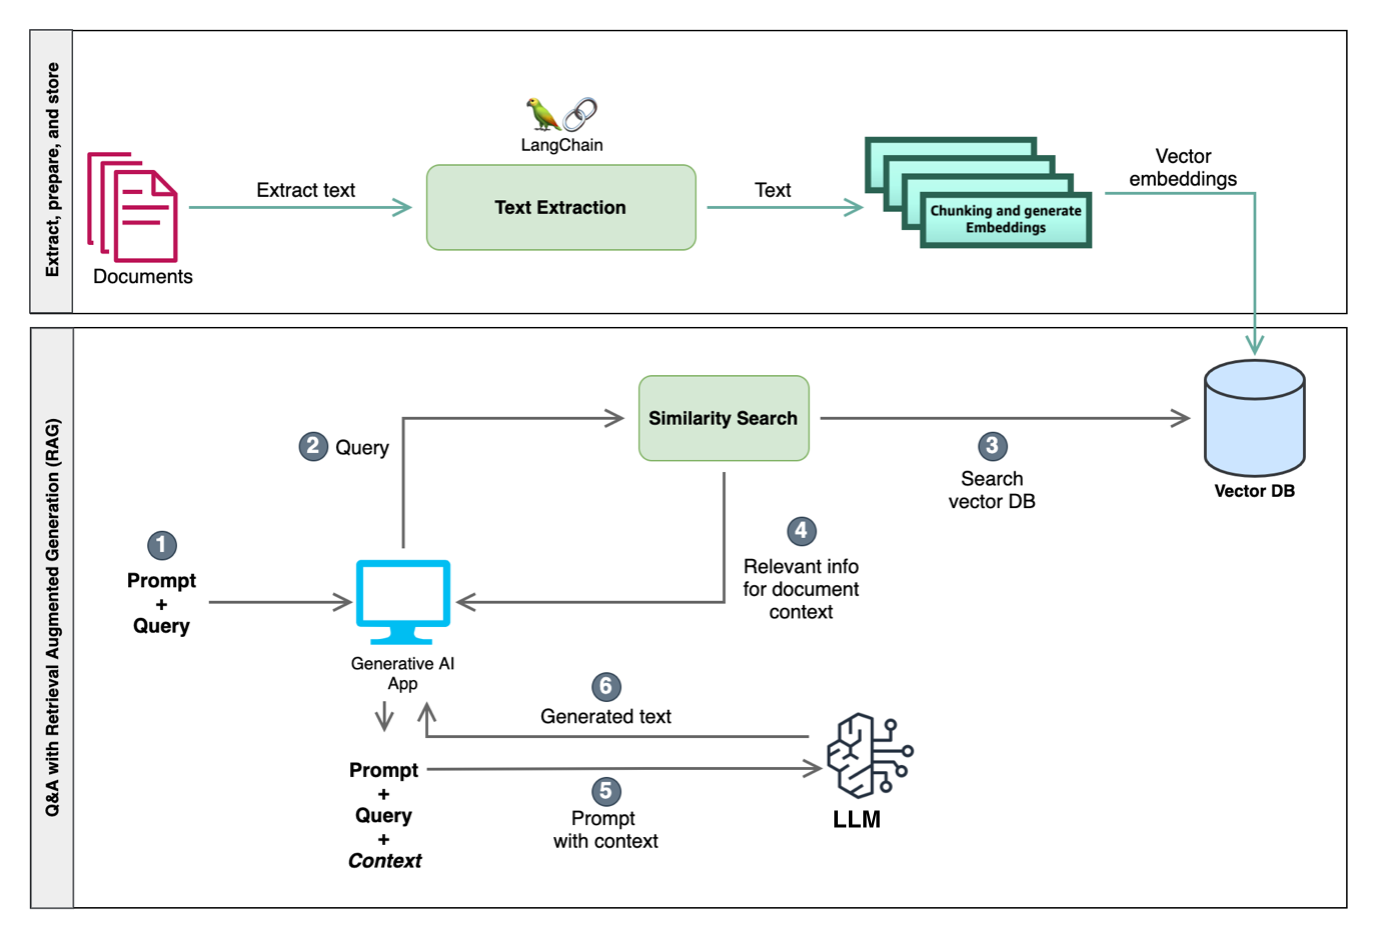 Extract, prepare, and store
LangChain
Documents
Extract text
Text Extraction
Text
Chunking and generate
Embeddings
Vector
embeddings
Q&A with Retrieval Augmented Generation (RAG)
1
Prompt
+
Query
2 Query
Similarity Search
3
Search
vector DB
Vector DB
4
Relevant info
for document
context
Generative AI
App
6
Generated text
Prompt
+
Query
+
Context
5
Prompt
with context
LLM